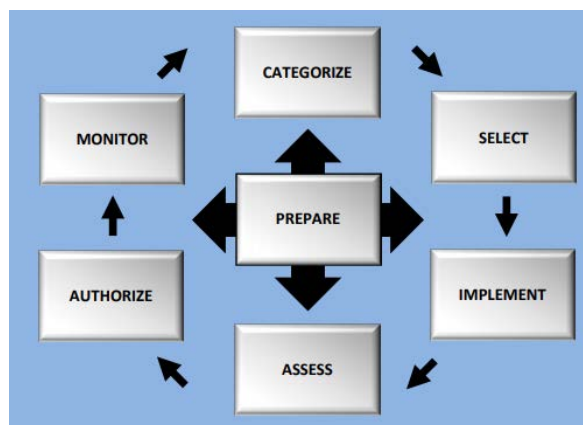 CATEGORIZE
MONITOR
SELECT
PREPARE
AUTHORIZE
IMPLEMENT
ASSESS